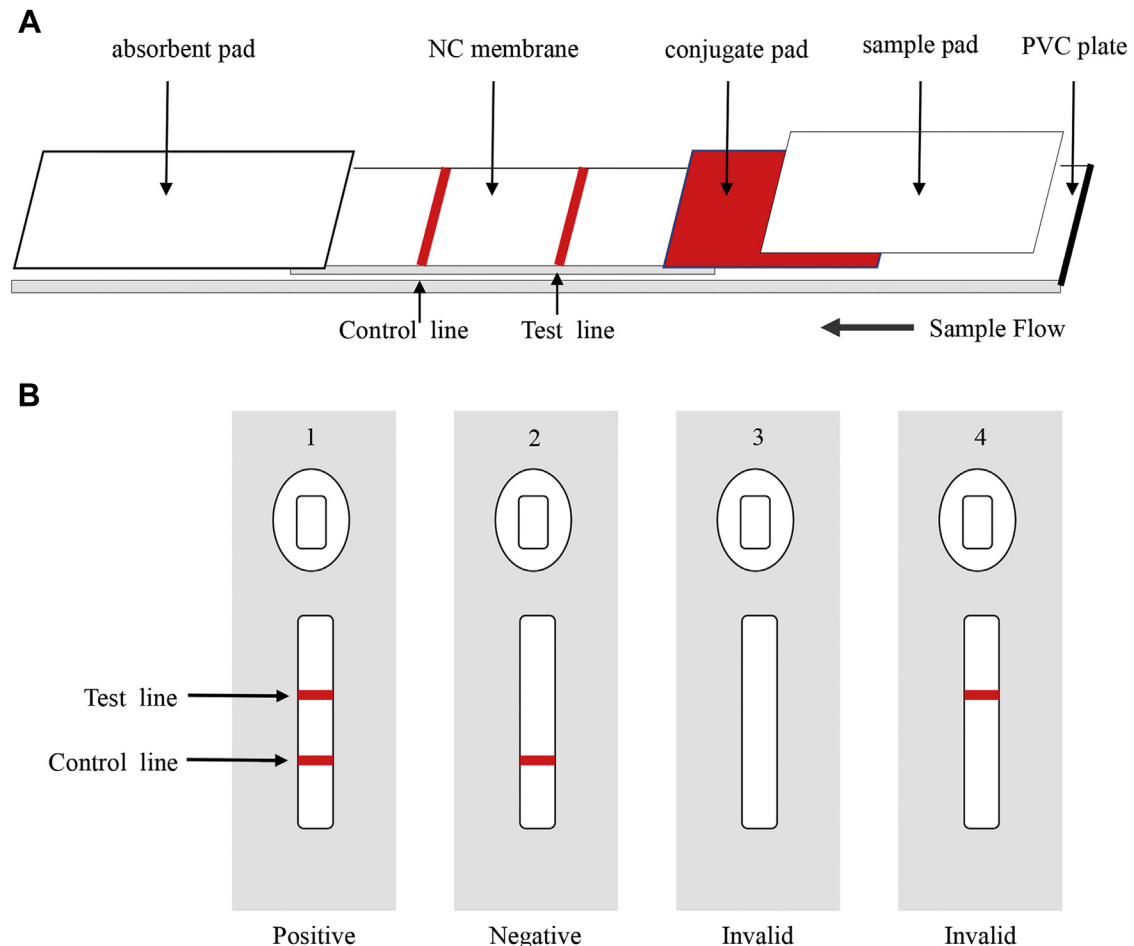 A
absorbent pad
NC membrane
conjugate pad
sample pad
PVC plate
Control line
Test line
Sample Flow
B
1
2
3
4
Test line
Control line
Positive
Negative
Invalid
Invalid